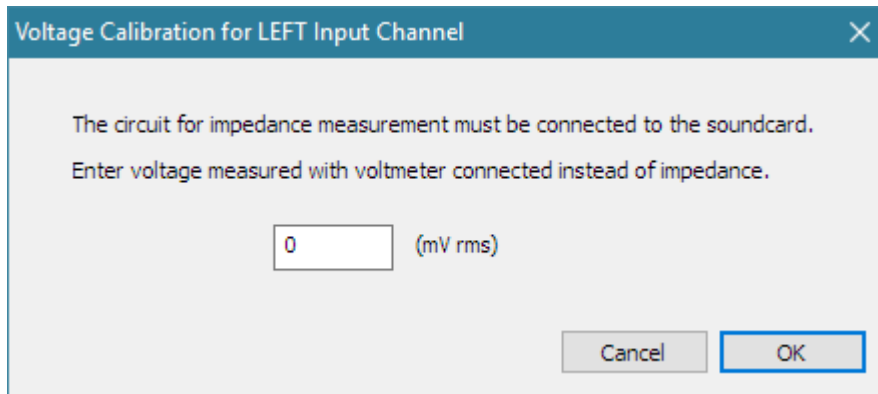 Voltage Calibration for LEFT Input Channel
The circuit for impedance measurement must be connected to the soundcard.
Enter voltage measured with voltmeter connected instead of impedance.
0 (mV rms)
Cancel OK